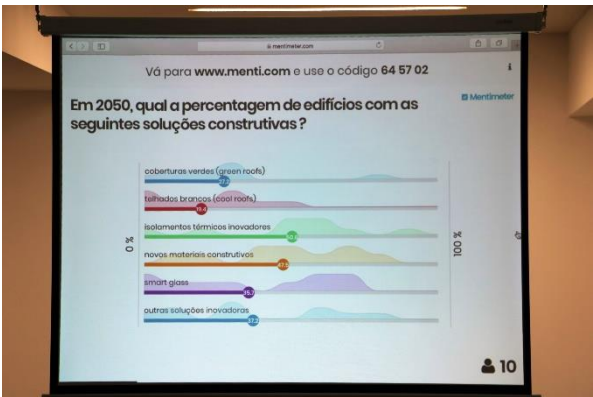 mentimeter.com
Vá para www.menti.com e use o código 64 57 02
Mentimeter
Em 2050, qual a percentagem de edifícios com as
seguintes soluções construtivas ?
coberturas verdes (green roofs)
telhados brancos (cool roofs)
isolamentos térmicos inovadores
novos materiais construtivos
smart glass
outras soluções inovadoras
0 %
100 %
10